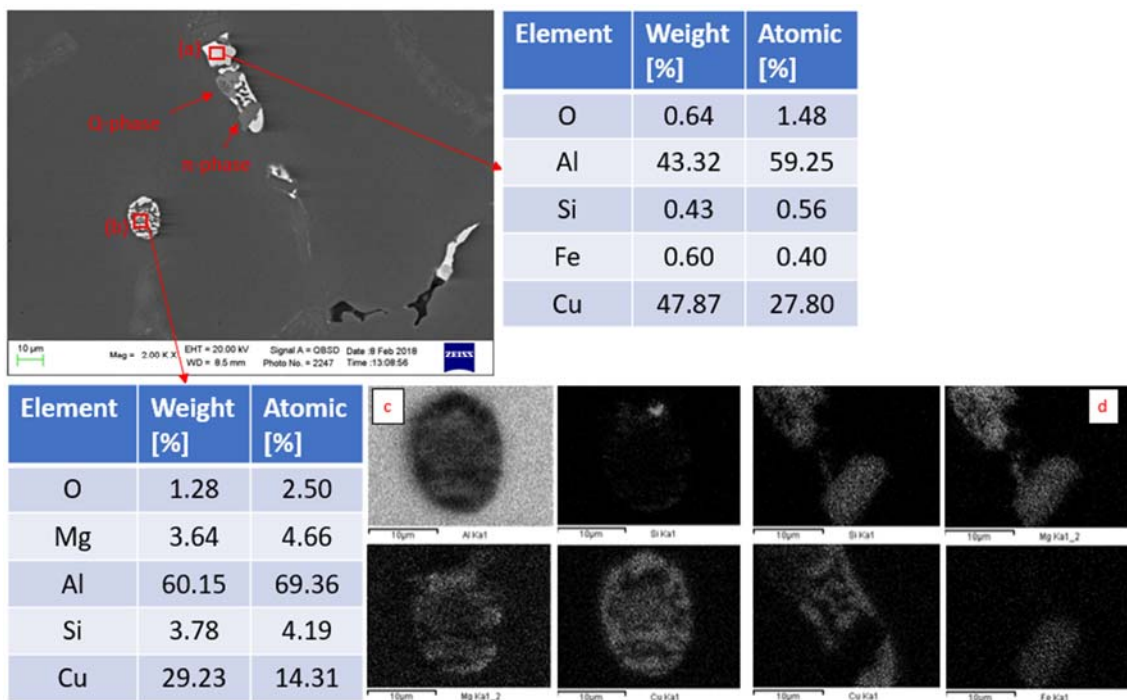 (a)
Q-phase
π-phase
(b)
10 µm
Mag = 2.00 K X
EHT = 20.00 kV
WD = 8.5 mm
Signal A = QBSD
Photo No. = 2247
Date :8 Feb 2018
Time :13:08:56
ZEISS
Element Weight [%] Atomic [%]
O 0.64 1.48
Al 43.32 59.25
Si 0.43 0.56
Fe 0.60 0.40
Cu 47.87 27.80
Element Weight [%] Atomic [%]
O 1.28 2.50
Mg 3.64 4.66
Al 60.15 69.36
Si 3.78 4.19
Cu 29.23 14.31
c
d
10µm Al Ka1
10µm Si Ka1
10µm Si Ka1
10µm Mg Ka1_2
10µm Mg Ka1_2
10µm Cu Ka1
10µm Cu Ka1
10µm Fe Ka1